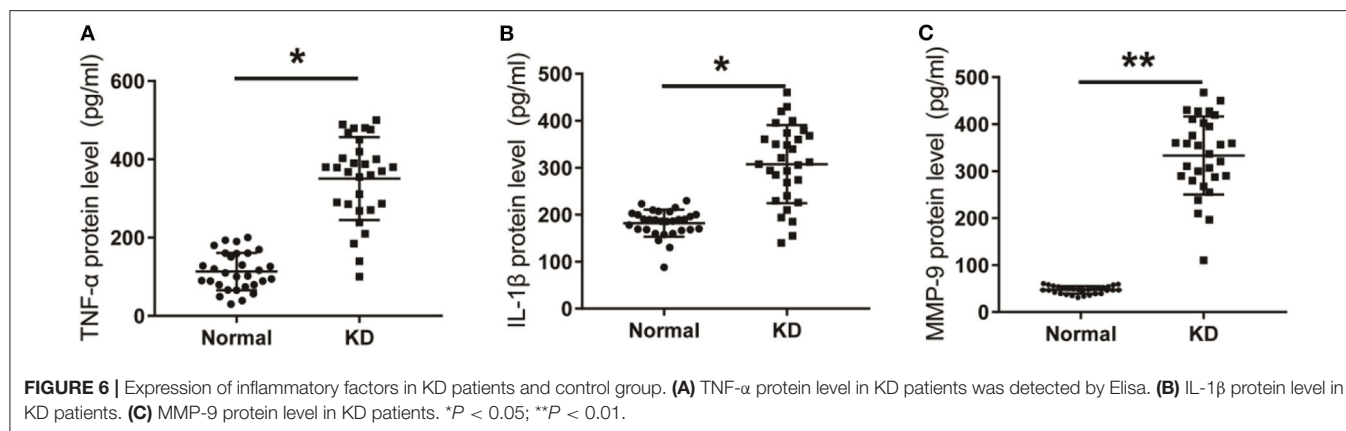 A
*
TNF-α protein level (pg/ml)
600
400
200
0
Normal KD
B
*
IL-1β protein level (pg/ml)
500
400
300
200
100
0
Normal KD
C
**
MMP-9 protein level (pg/ml)
500
400
300
200
100
0
Normal KD
FIGURE 6 | Expression of inflammatory factors in KD patients and control group. (A) TNF-α protein level in KD patients was detected by Elisa. (B) IL-1β protein level in
KD patients. (C) MMP-9 protein level in KD patients. *P < 0.05; **P < 0.01.